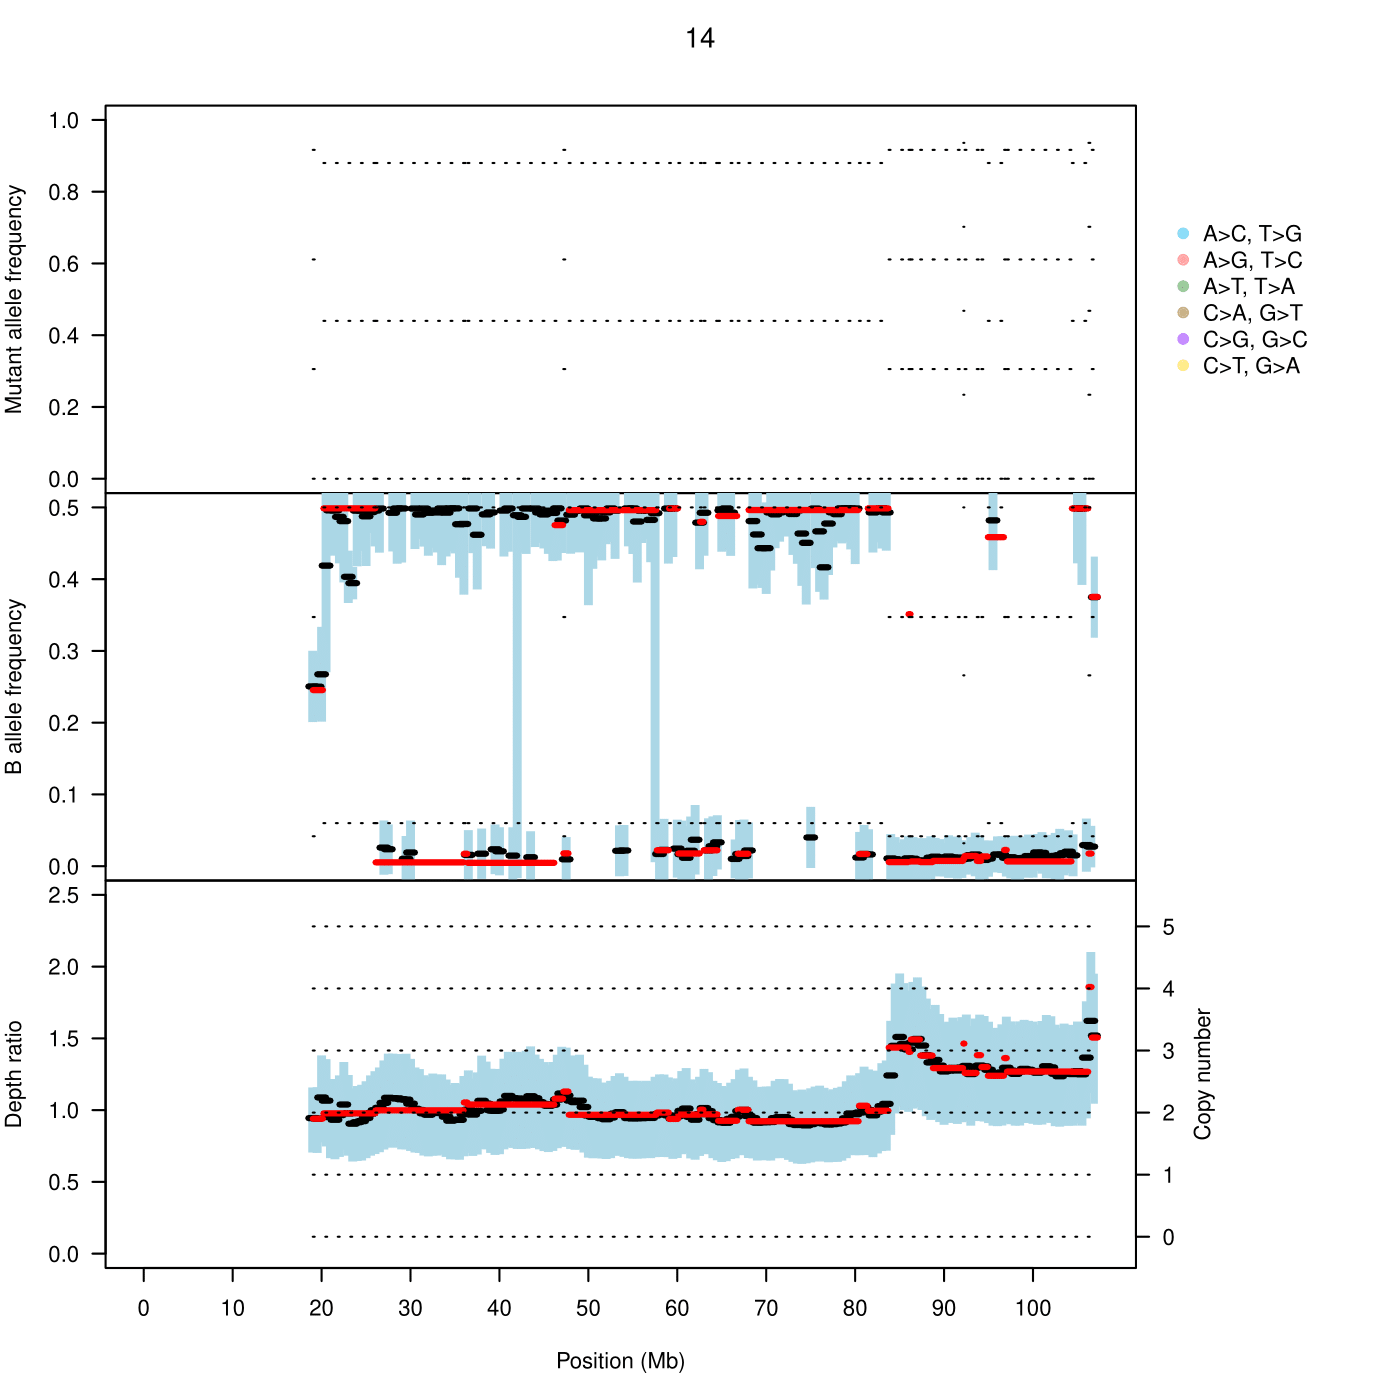 14
Mutant allele frequency
1.0
0.8
0.6
0.4
0.2
0.0
A>C, T>G
A>G, T>C
A>T, T>A
C>A, G>T
C>G, G>C
C>T, G>A
B allele frequency
0.5
0.4
0.3
0.2
0.1
0.0
Depth ratio
2.5
2.0
1.5
1.0
0.5
0.0
5
4
3
2
1
0
Copy number
0 10 20 30 40 50 60 70 80 90 100
Position (Mb)